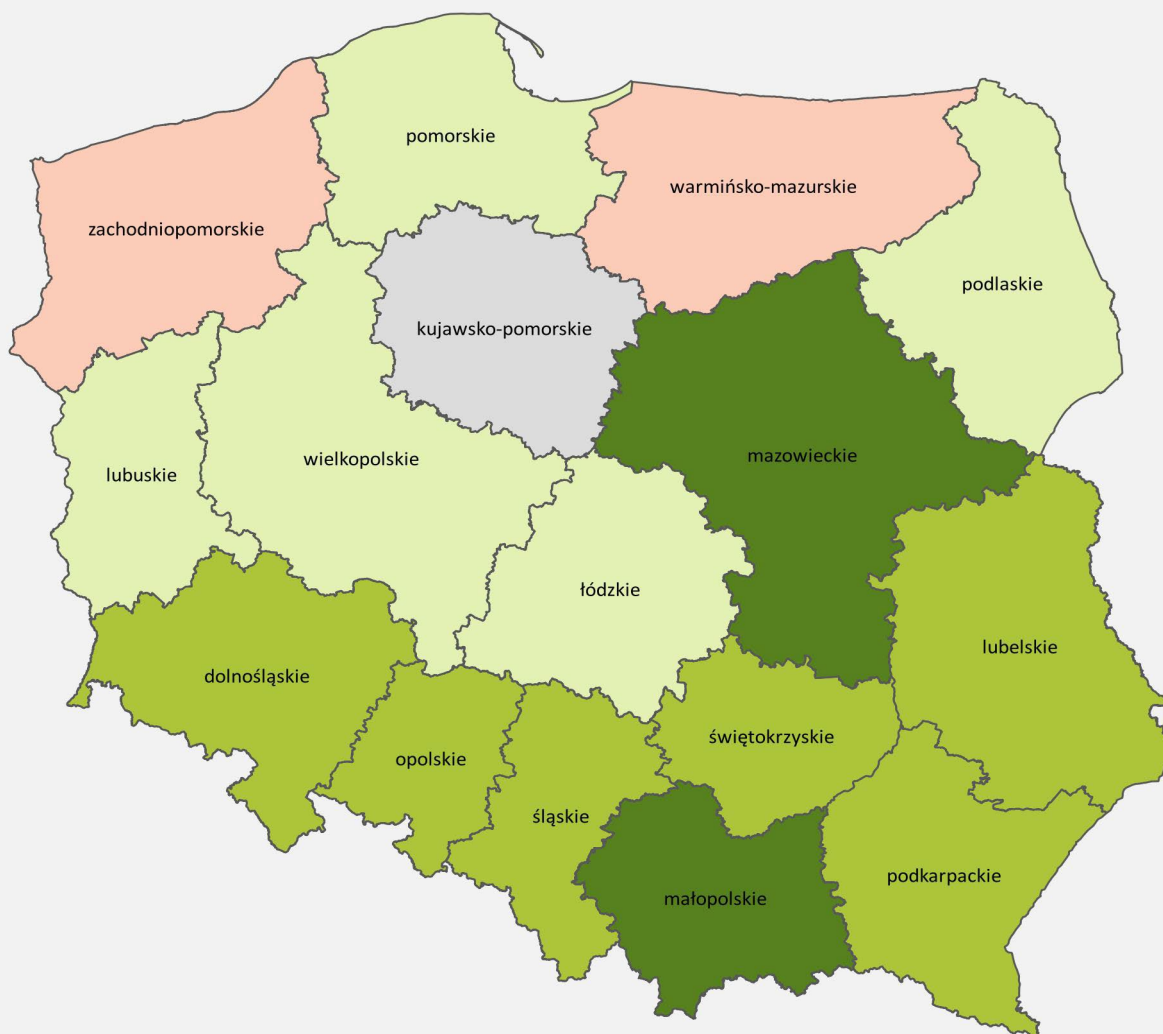 pomorskie
warmińsko-mazurskie
zachodniopomorskie
podlaskie
kujawsko-pomorskie
mazowieckie
wielkopolskie
lubuskie
łódzkie
lubelskie
dolnośląskie
świętokrzyskie
opolskie
śląskie
podkarpackie
małopolskie